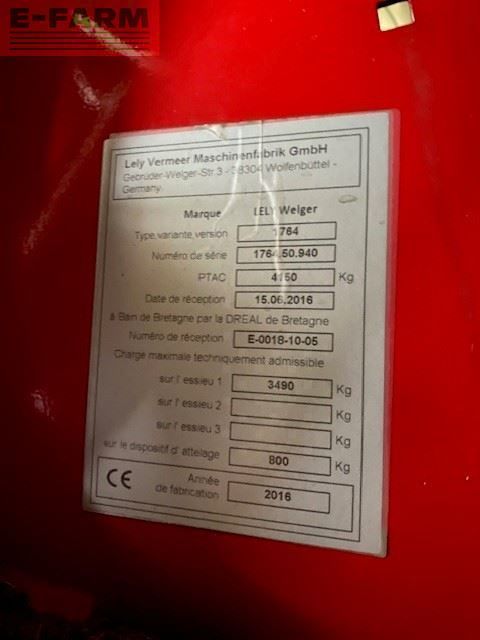 E-FARM
Lely Vermeer Maschinenfabrik GmbH
Gebrüder-Welger-Str.3 - 38304 Wolfenbüttel -
Germany.
Marque LELY Welger
Type,variante,version 1764
Numéro de série 1764.50.940
PTAC 4150 Kg
Date de réception 15.06.2016
à Bain de Bretagne par la DREAL de Bretagne
Numéro de réception E-0018-10-05
Charge maximale techniquement admissible
sur l' essieu 1 3490 Kg
sur l' essieu 2 Kg
sur l' essieu 3 Kg
sur le dispositif d' attelage 800 Kg
CE Année
de fabrication 2016